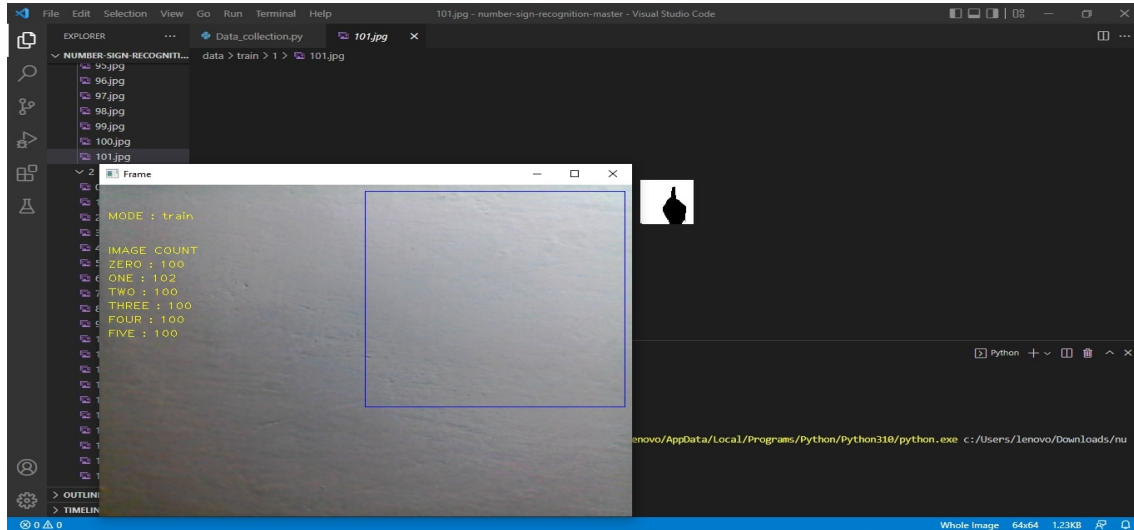 File Edit Selection View Go Run Terminal Help
101.jpg - number-sign-recognition-master - Visual Studio Code
EXPLORER
Data_collection.py
101.jpg
NUMBER-SIGN-RECOGNITI...
data > train > 1 > 101.jpg
95.jpg
96.jpg
97.jpg
98.jpg
99.jpg
100.jpg
101.jpg
2
Frame
MODE : train
IMAGE COUNT
ZERO : 100
ONE : 102
TWO : 100
THREE : 100
FOUR : 100
FIVE : 100
Python
enovo/AppData/Local/Programs/Python/Python310/python.exe c:/Users/lenovo/Downloads/nu
> OUTLIN
> TIMELIN
0 0
Whole Image 64x64 1.23KB